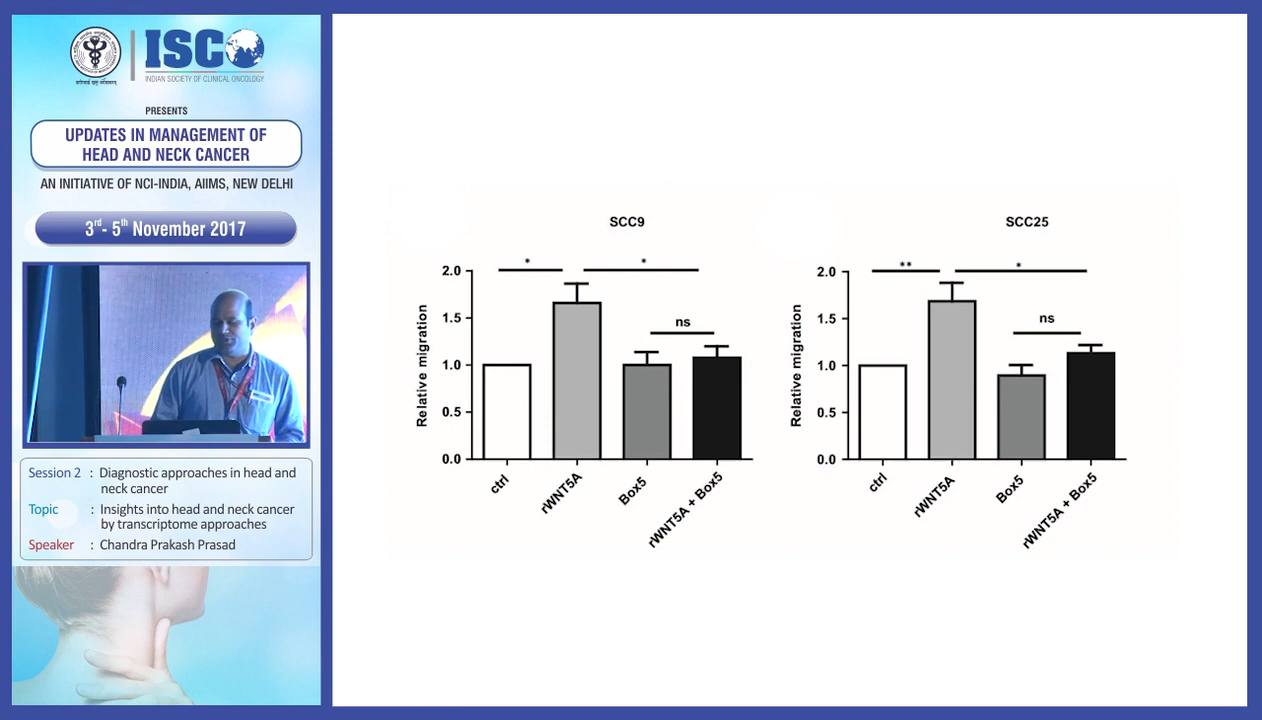 ISCO
INDIAN SOCIETY OF CLINICAL ONCOLOGY
PRESENTS
UPDATES IN MANAGEMENT OF
HEAD AND NECK CANCER
AN INITIATIVE OF NCI-INDIA, AIIMS, NEW DELHI
3rd- 5th November 2017
Session 2 : Diagnostic approaches in head and
neck cancer
Topic : Insights into head and neck cancer
by transcriptome approaches
Speaker : Chandra Prakash Prasad
SCC9
* *
ns
Relative migration
2.0
1.5
1.0
0.5
0.0
ctrl
rWNT5A
Box5
rWNT5A + Box5
SCC25
** *
ns
Relative migration
2.0
1.5
1.0
0.5
0.0
ctrl
rWNT5A
Box5
rWNT5A + Box5